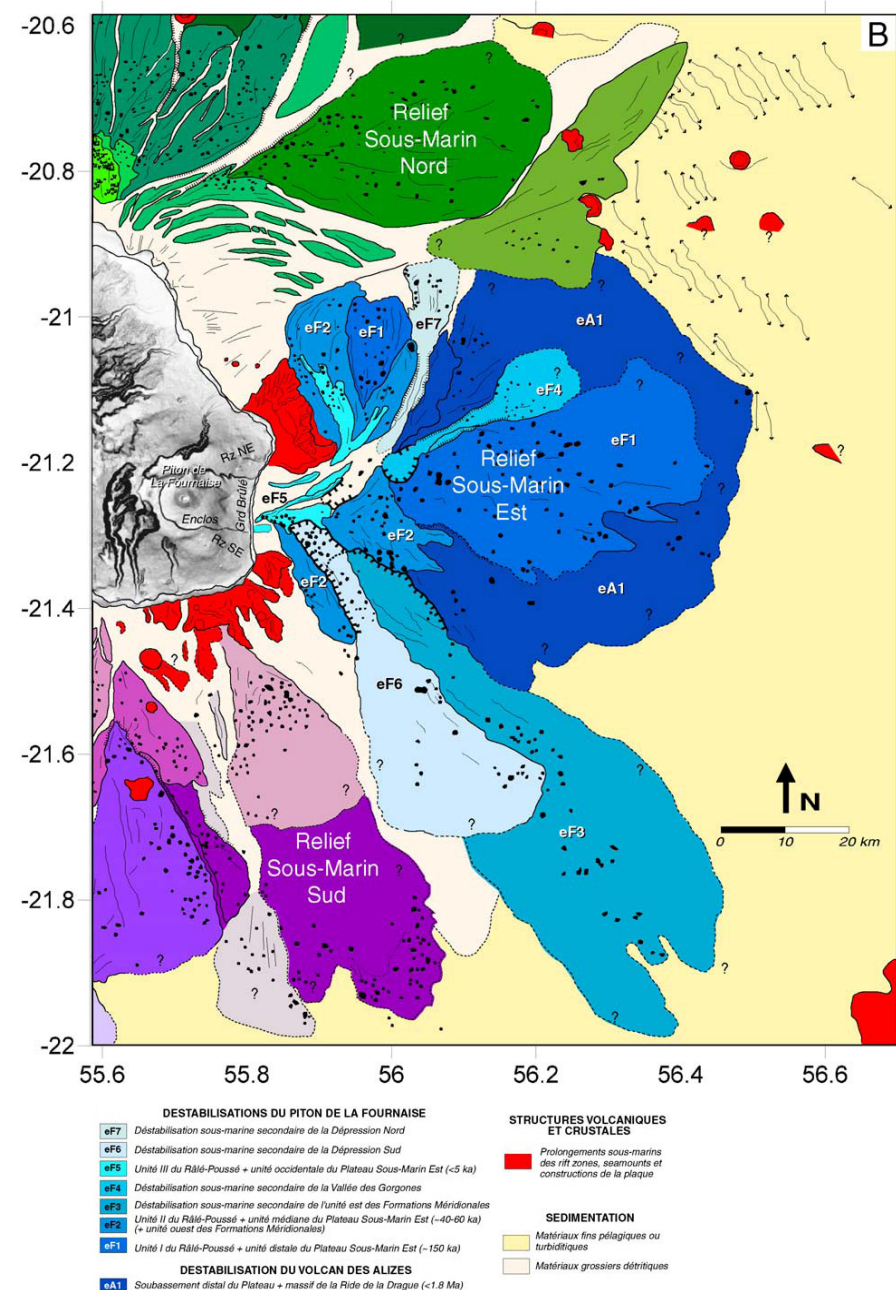 B
-20.6
-20.8
-21
-21.2
-21.4
-21.6
-21.8
-22
55.6
55.8
56
56.2
56.4
56.6
Relief
Sous-Marin
Nord
?
?
?
?
?
?
?
eF2
eF1
eF7
eA1
?
eF4
?
?
?
eF1
Relief
Sous-Marin
Est
?
Rz NE
Piton de
La Fournaise
Enclos
Grd Brûlé
Rz SE
eF5
eF2
eF2
eA1
?
?
?
?
eF6
?
?
?
?
?
eF3
N
0
10
20 km
Relief
Sous-Marin
Sud
?
?
?
?
?
?
DESTABILISATIONS DU PITON DE LA FOURNAISE
eF7 Déstabilisation sous-marine secondaire de la Dépression Nord
eF6 Déstabilisation sous-marine secondaire de la Dépression Sud
eF5 Unité III du Râlé-Poussé + unité occidentale du Plateau Sous-Marin Est (<5 ka)
eF4 Déstabilisation sous-marine secondaire de la Vallée des Gorgones
eF3 Déstabilisation sous-marine secondaire de l'unité est des Formations Méridionales
eF2 Unité II du Râlé-Poussé + unité médiane du Plateau Sous-Marin Est (~40-60 ka)
(+ unité ouest des Formations Méridionales)
eF1 Unité I du Râlé-Poussé + unité distale du Plateau Sous-Marin Est (~150 ka)
DESTABILISATION DU VOLCAN DES ALIZES
eA1 Soubassement distal du Plateau + massif de la Ride de la Drague (<1.8 Ma)
STRUCTURES VOLCANIQUES
ET CRUSTALES
Prolongements sous-marins
des rift zones, seamounts et
constructions de la plaque
SEDIMENTATION
Matériaux fins pélagiques ou
turbiditiques
Matériaux grossiers détritiques